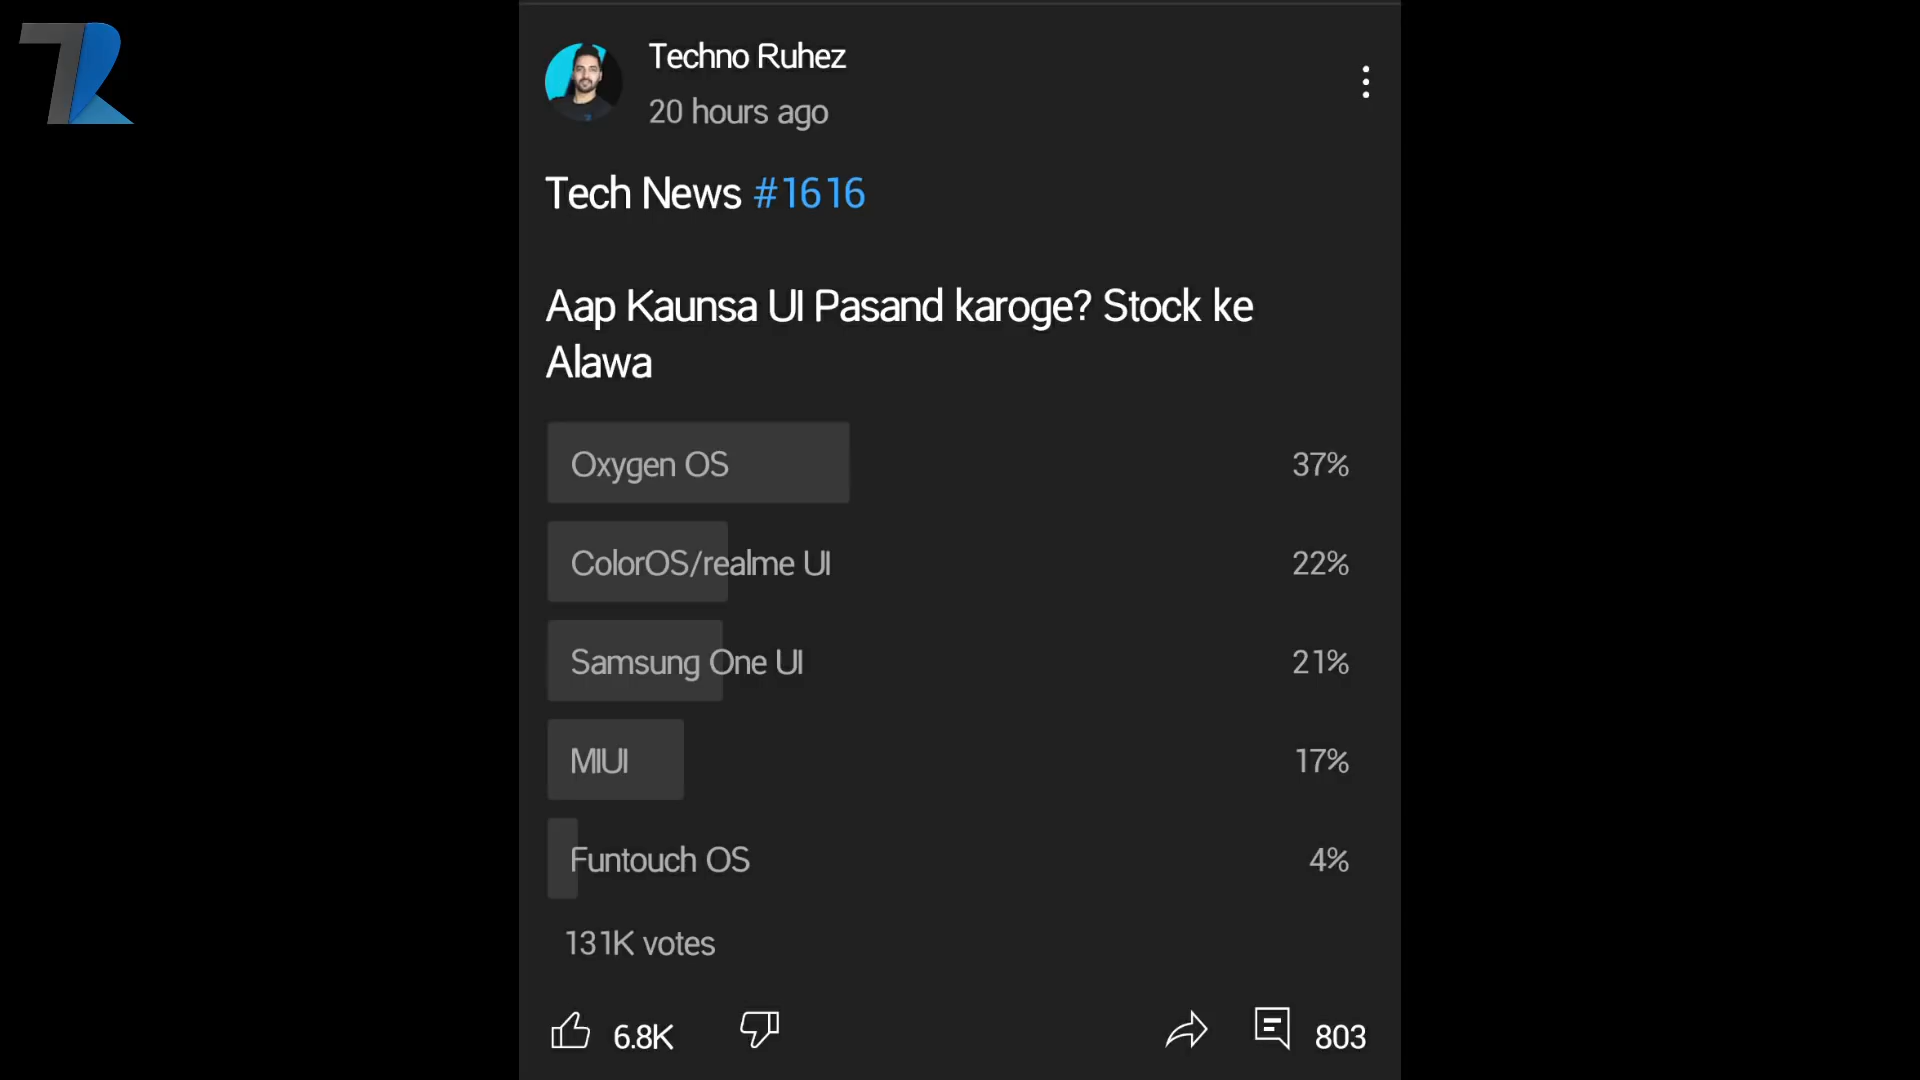 TR
Techno Ruhez
20 hours ago
Tech News #1616
Aap Kaunsa UI Pasand karoge? Stock ke
Alawa
Oxygen OS 37%
ColorOS/realme UI 22%
Samsung One UI 21%
MIUI 17%
Funtouch OS 4%
131K votes
6.8K 803